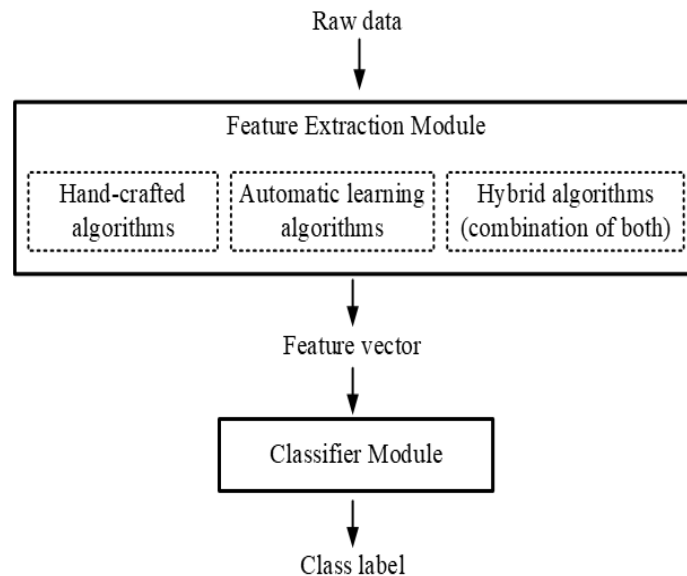 Raw data
Feature Extraction Module
Hand-crafted
algorithms
Automatic learning
algorithms
Hybrid algorithms
(combination of both)
Feature vector
Classifier Module
Class label